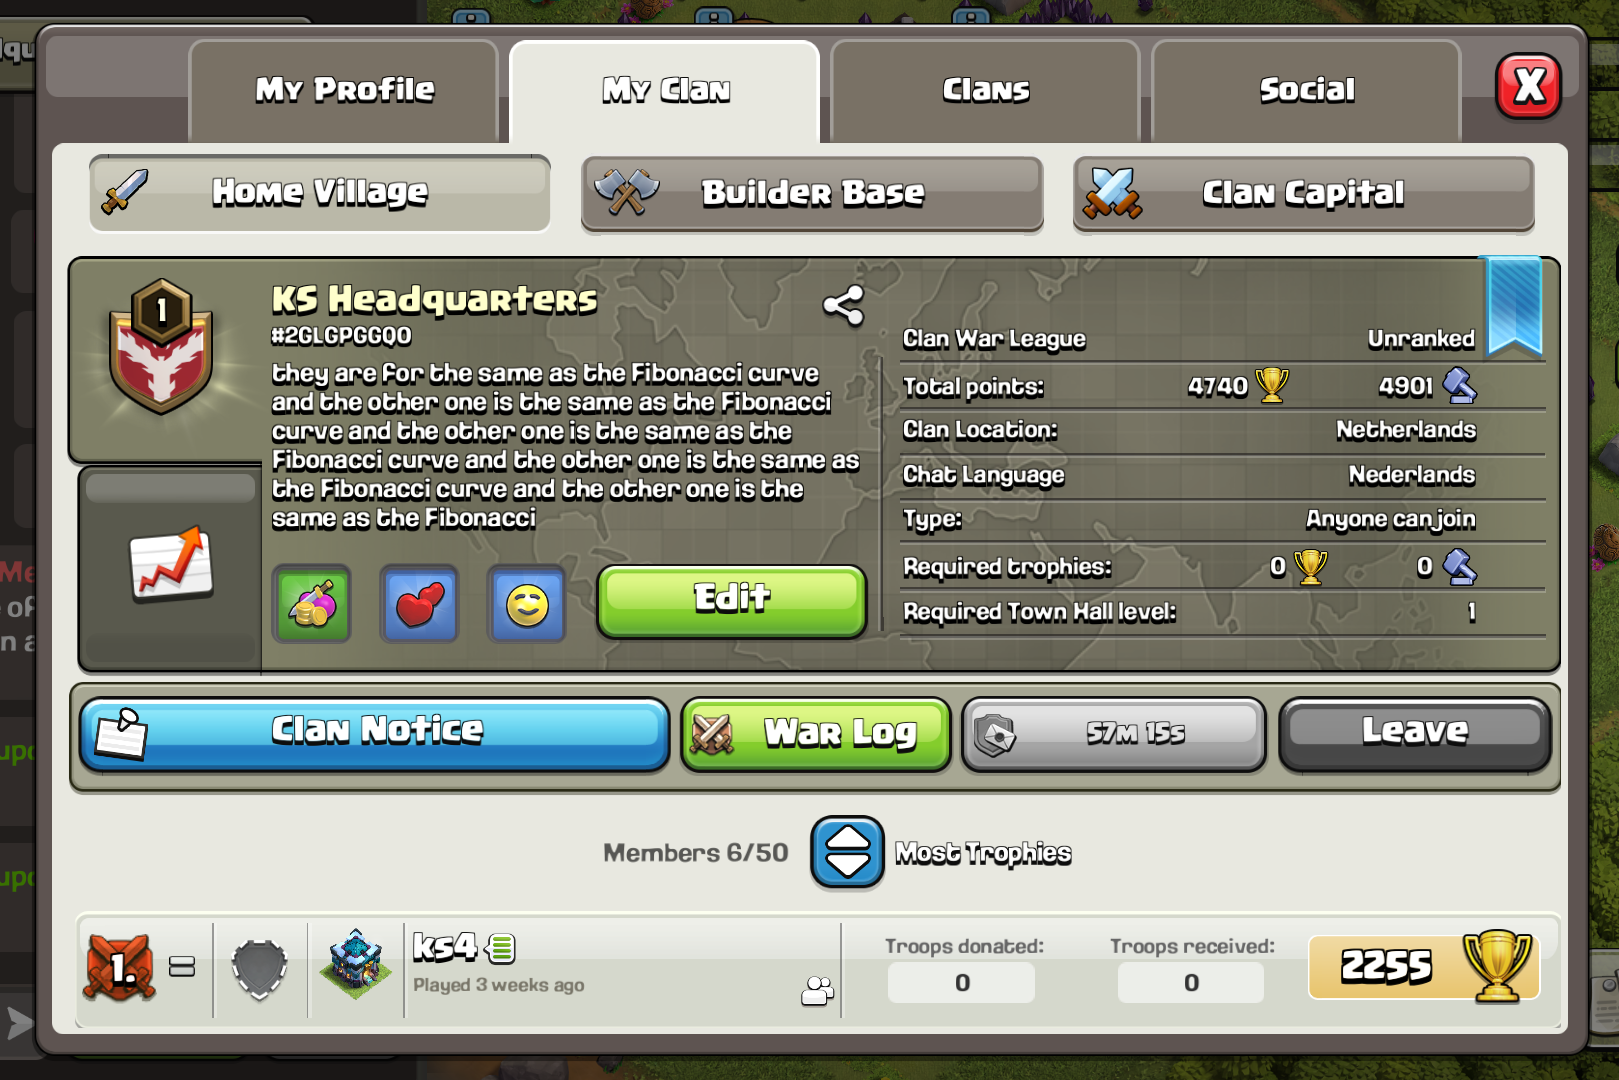 My Profile
My Clan
Clans
Social
X
Home Village
Builder Base
Clan Capital
1
KS Headquarters
#2GLGPGGQ0
they are for the same as the Fibonacci curve
and the other one is the same as the Fibonacci
curve and the other one is the same as the
Fibonacci curve and the other one is the same as
the Fibonacci curve and the other one is the
same as the Fibonacci
Edit
Clan War League Unranked
Total points: 4740 4901
Clan Location: Netherlands
Chat Language Nederlands
Type: Anyone can join
Required trophies: 0 0
Required Town Hall level: 1
Clan Notice
War Log
57m 15s
Leave
Members 6/50
Most Trophies
1.
=
ks4
Played 3 weeks ago
Troops donated:
0
Troops received:
0
2255